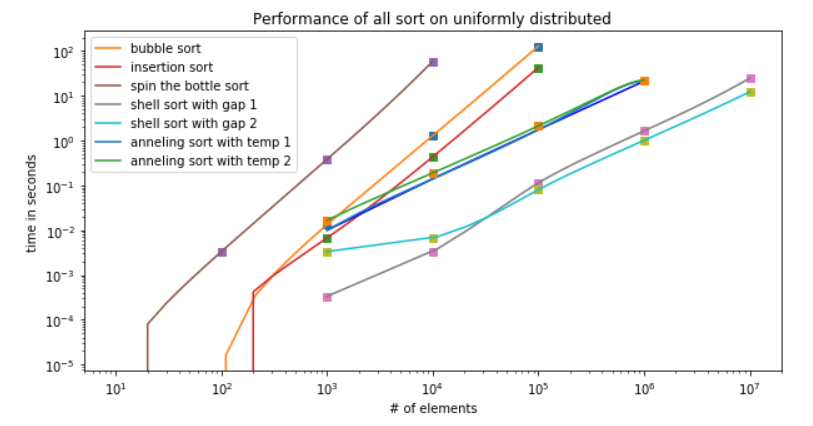 Performance of all sort on uniformly distributed
bubble sort
insertion sort
spin the bottle sort
shell sort with gap 1
shell sort with gap 2
anneling sort with temp 1
anneling sort with temp 2
time in seconds
10²
10¹
10⁰
10⁻¹
10⁻²
10⁻³
10⁻⁴
10⁻⁵
10¹ 10² 10³ 10⁴ 10⁵ 10⁶ 10⁷
# of elements